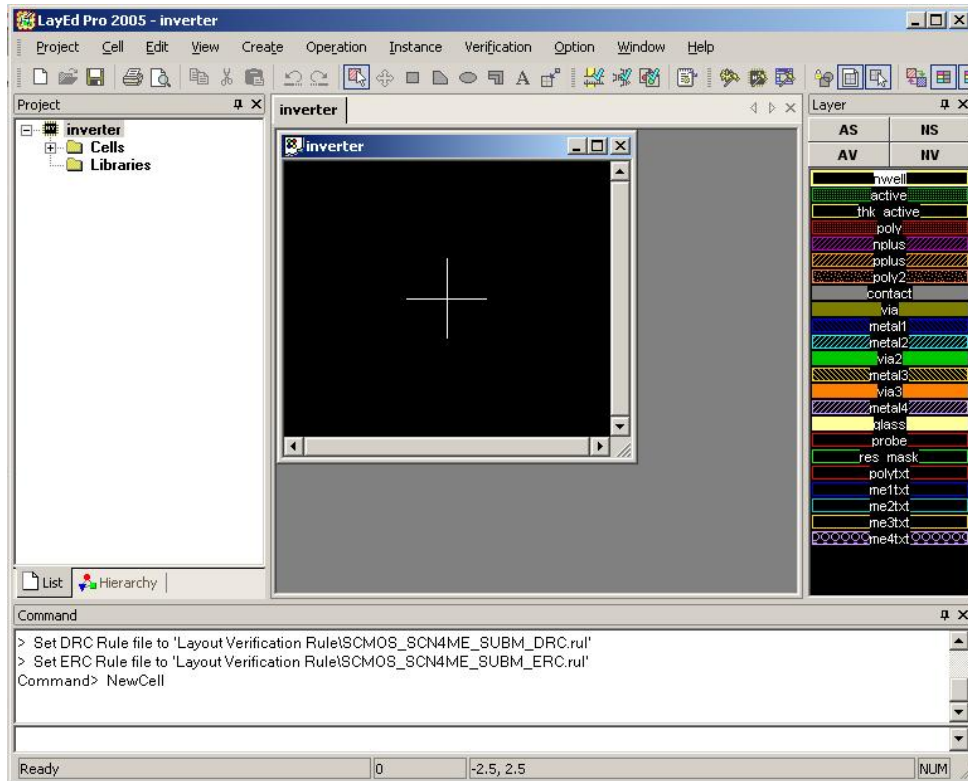 LayEd Pro 2005 - inverter
Project Cell Edit View Create Operation Instance Verification Option Window Help
Project
inverter
Cells
Libraries
List Hierarchy
inverter
inverter
Layer
AS NS
AV NV
nwell
active
thk_active
poly
nplus
pplus
poly2
contact
via
metal1
metal2
via2
metal3
via3
metal4
glass
probe
res_mask
polytxt
me1txt
me2txt
me3txt
me4txt
Command
> Set DRC Rule file to 'Layout Verification Rule\SCMOS_SCN4ME_SUBM_DRC.rul'
> Set ERC Rule file to 'Layout Verification Rule\SCMOS_SCN4ME_SUBM_ERC.rul'
Command> NewCell
Ready 0 -2.5, 2.5 NUM